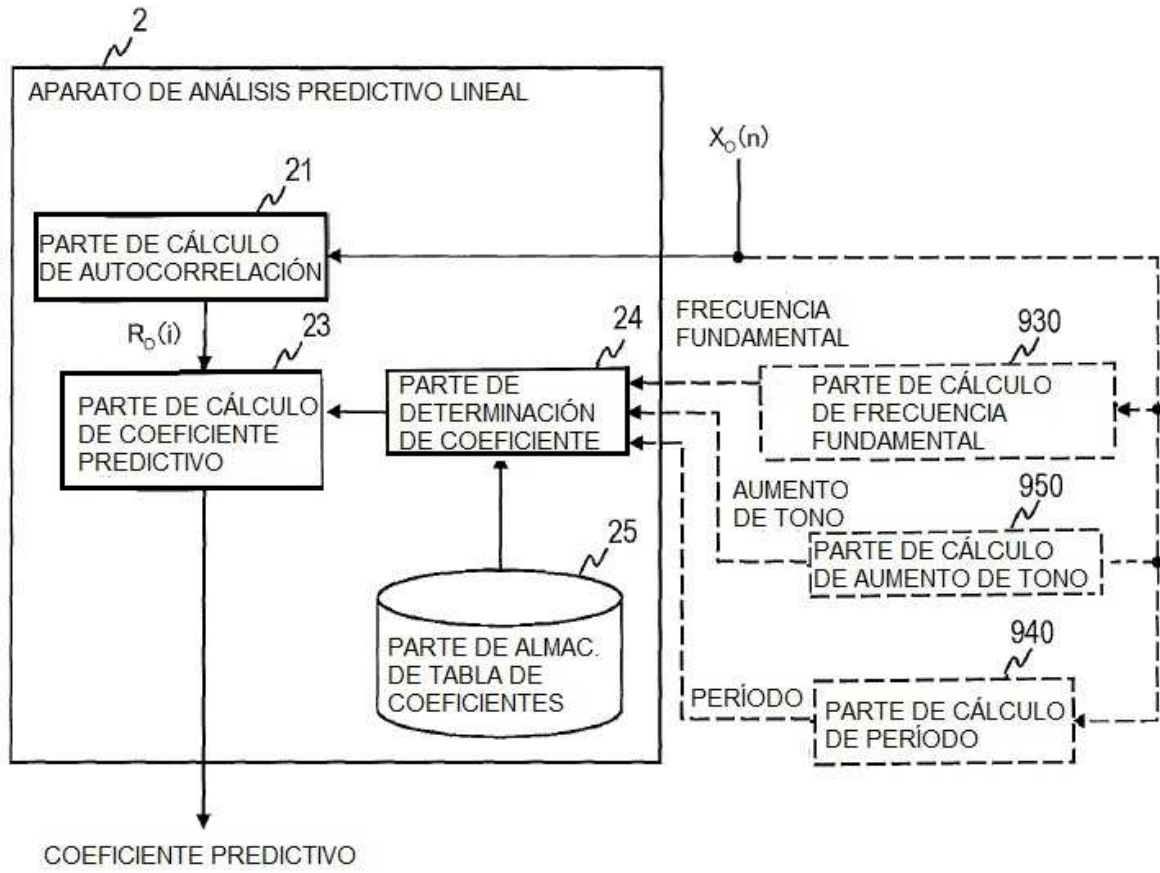 2
APARATO DE ANÁLISIS PREDICTIVO LINEAL
X_O(n)
21
PARTE DE CÁLCULO
DE AUTOCORRELACIÓN
R_O(i)
23
PARTE DE CÁLCULO
DE COEFICIENTE
PREDICTIVO
24
PARTE DE
DETERMINACIÓN
DE COEFICIENTE
FRECUENCIA
FUNDAMENTAL
930
PARTE DE CÁLCULO
DE FRECUENCIA
FUNDAMENTAL
AUMENTO
DE TONO
950
PARTE DE CÁLCULO
DE AUMENTO DE TONO
25
PARTE DE ALMAC.
DE TABLA DE
COEFICIENTES
PERÍODO
940
PARTE DE CÁLCULO
DE PERÍODO
COEFICIENTE PREDICTIVO